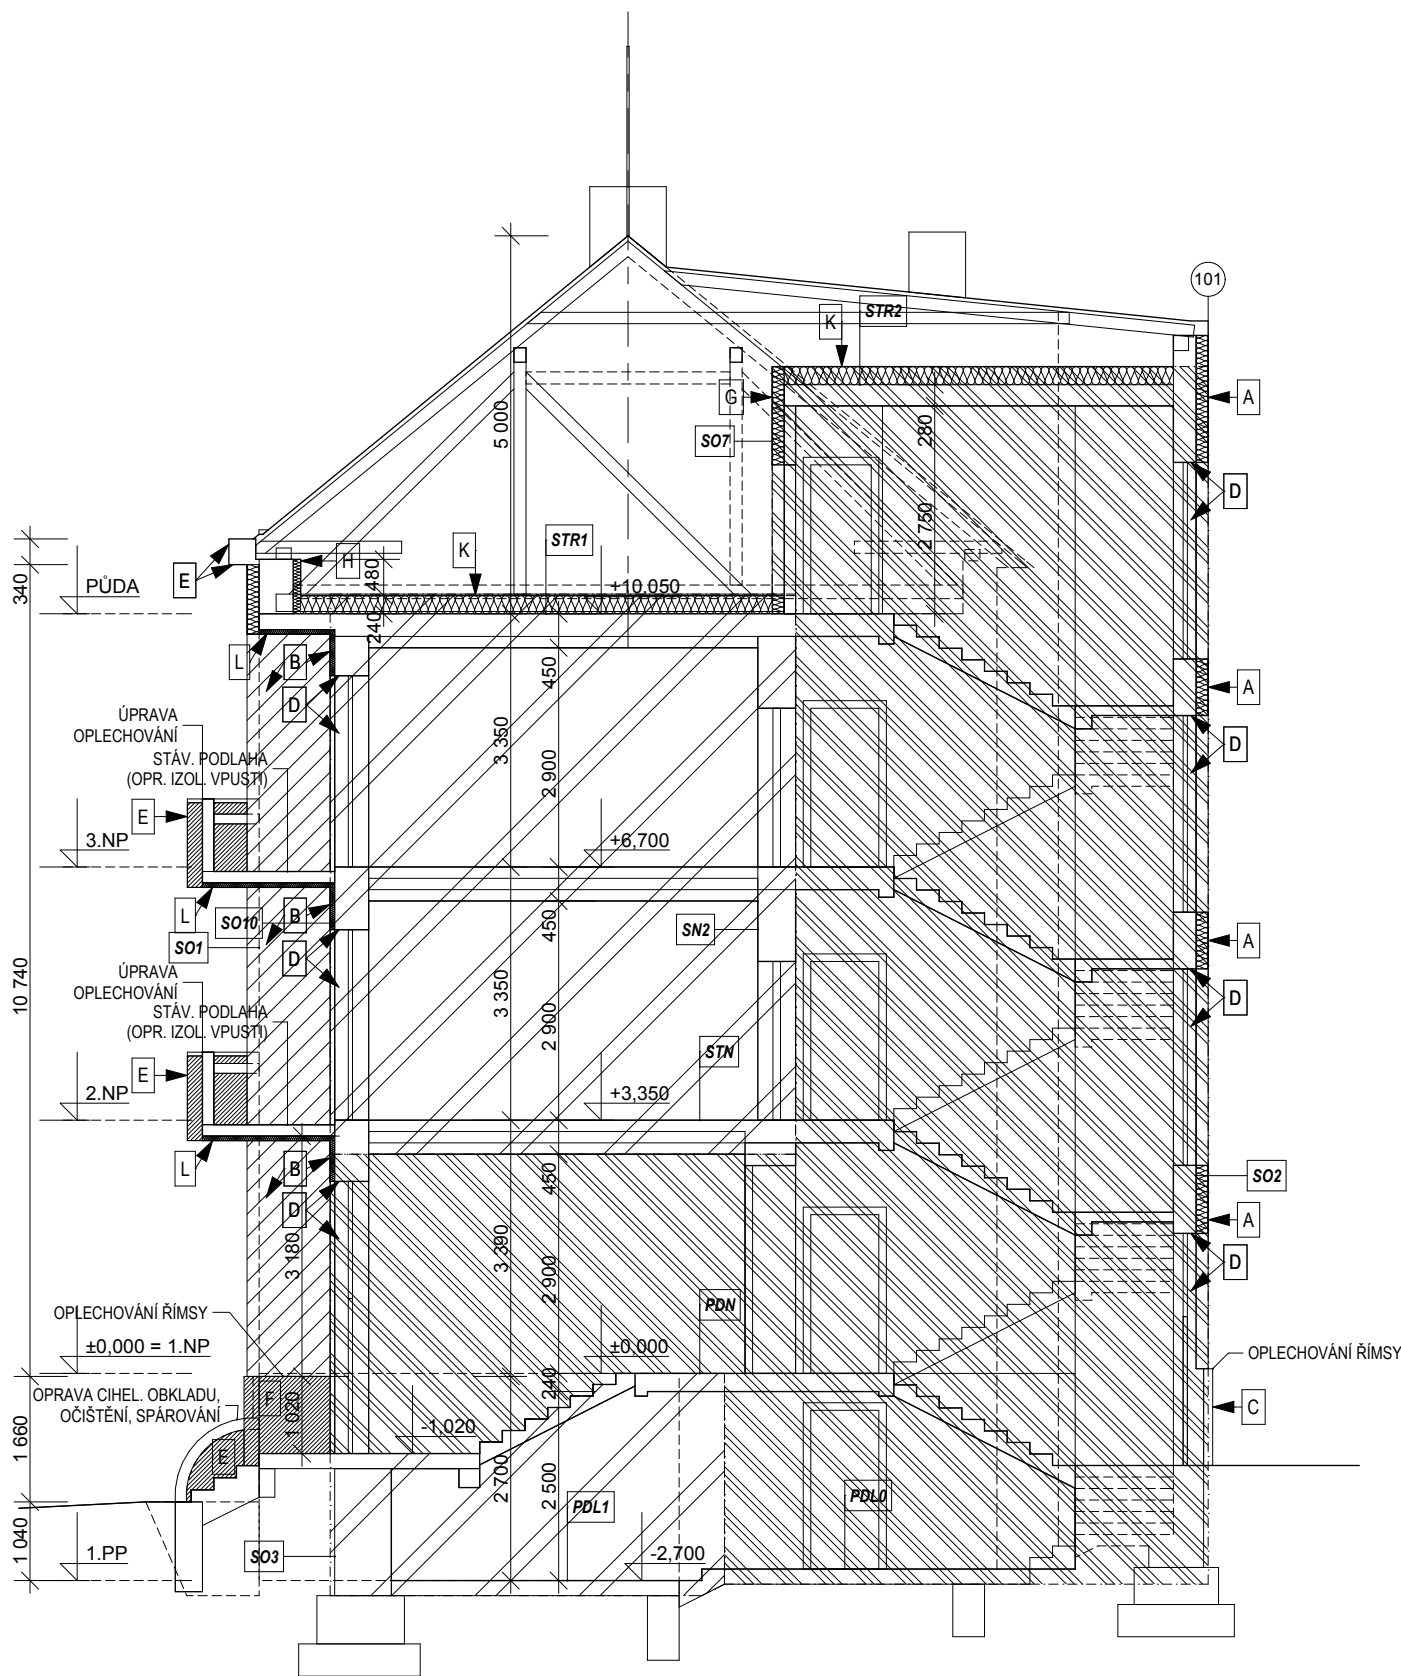 101
STR2
K
G
A
SO7
5 000
280
2 750
D
E
H
K
STR1
340
PŮDA
480
240
+10,050
L
B
D
450
A
ÚPRAVA
OPLECHOVÁNÍ
STÁV. PODLAHA
(OPR. IZOL. VPUSTI)
3 350
2 900
D
E
3.NP
+6,700
L
SO10
B
SO1
D
450
SN2
A
10 740
ÚPRAVA
OPLECHOVÁNÍ
STÁV. PODLAHA
(OPR. IZOL. VPUSTI)
3 350
2 900
D
STN
E
2.NP
+3,350
L
B
D
450
SO2
A
3 180
3 390
2 900
D
OPLECHOVÁNÍ ŘÍMSY
PDN
±0,000 = 1.NP
±0,000
OPLECHOVÁNÍ ŘÍMSY
OPRAVA CIHEL. OBKLADU,
OČIŠTĚNÍ, SPÁROVÁNÍ
F
240
1 020
-1,020
C
1 660
E
2 700
2 500
PDL1
PDL0
1 040
1.PP
SO3
-2,700